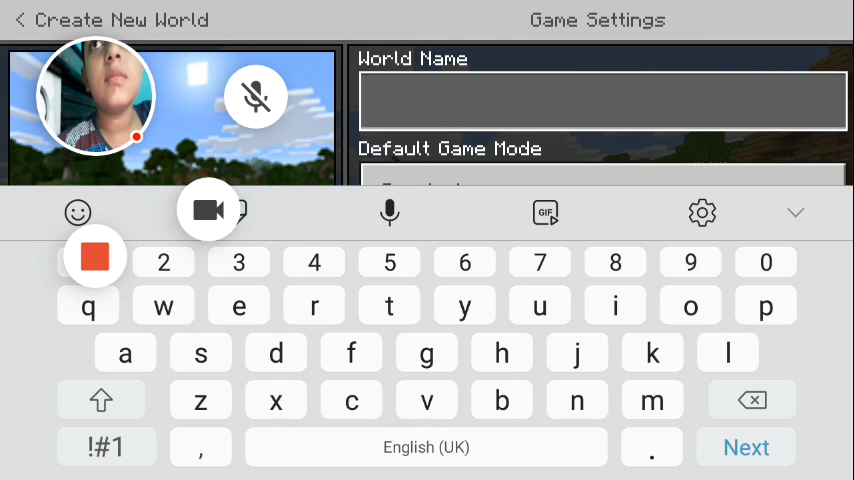 Create New World
Game Settings
World Name
Default Game Mode
GIF
2 3 4 5 6 7 8 9 0
q w e r t y u i o p
a s d f g h j k l
z x c v b n m
!#1 , English (UK) . Next